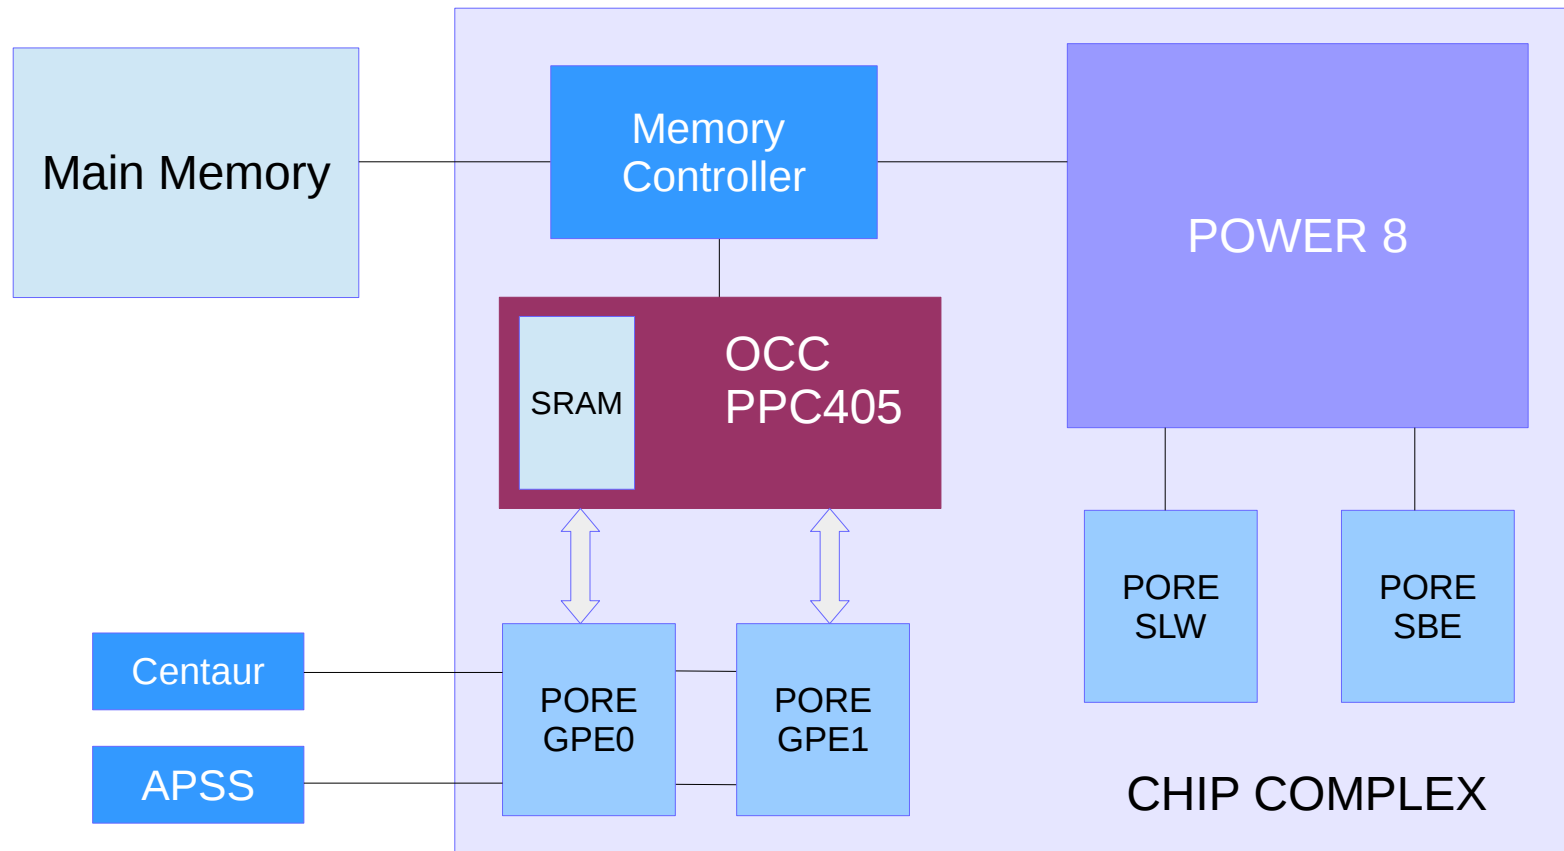 Main Memory
Memory
Controller
POWER 8
OCC
PPC405
SRAM
PORE
SLW
PORE
SBE
Centaur
APSS
PORE
GPE0
PORE
GPE1
CHIP COMPLEX